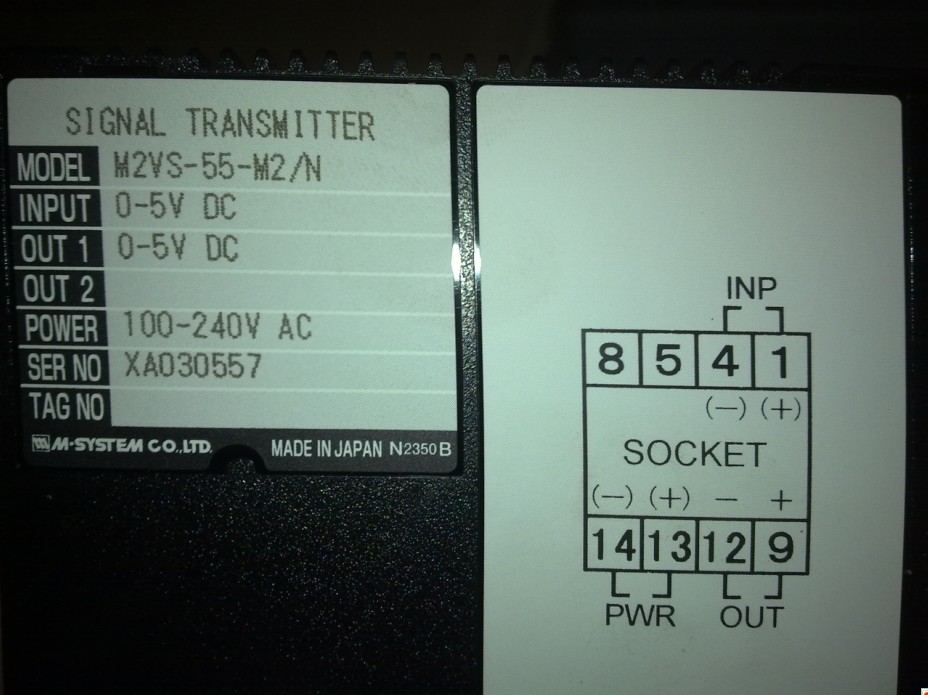 SIGNAL TRANSMITTER
MODEL M2VS-55-M2/N
INPUT 0-5V DC
OUT 1 0-5V DC
OUT 2
POWER 100-240V AC
SER NO XA030557
TAG NO
M-SYSTEM CO.,LTD. MADE IN JAPAN N2350B
INP
8 5 4 1
(−) (+)
SOCKET
(−) (+) − +
14 13 12 9
PWR OUT